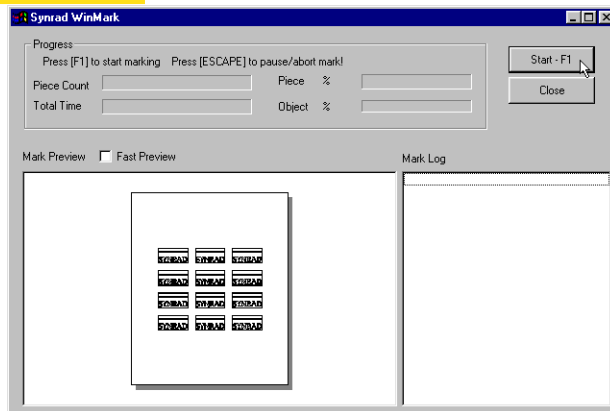 Synrad WinMark
Progress
Press [F1] to start marking Press [ESCAPE] to pause/abort mark!
Start - F1
Piece Count
Piece %
Close
Total Time
Object %
Mark Preview Fast Preview
Mark Log
SYNRAD SYNRAD SYNRAD
SYNRAD SYNRAD SYNRAD
SYNRAD SYNRAD SYNRAD
SYNRAD SYNRAD SYNRAD